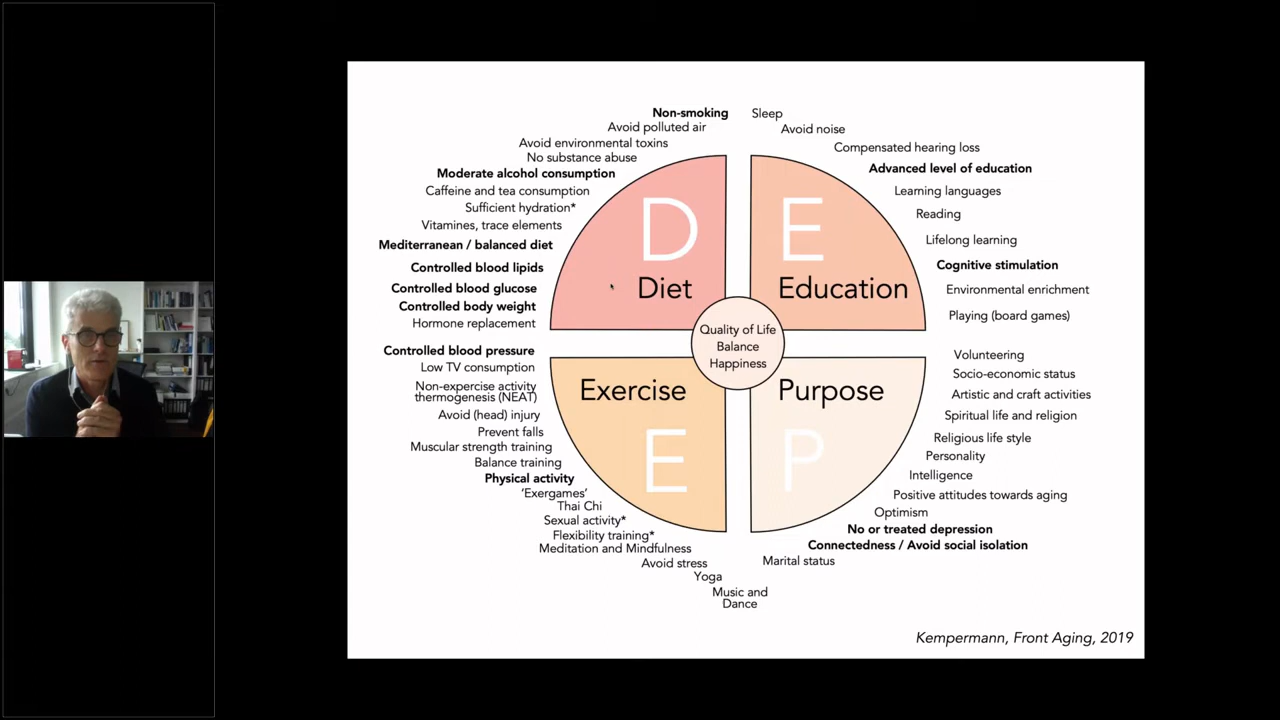 Non-smoking
Avoid polluted air
Avoid environmental toxins
No substance abuse
Moderate alcohol consumption
Caffeine and tea consumption
Sufficient hydration*
Vitamines, trace elements
Mediterranean / balanced diet
Controlled blood lipids
Controlled blood glucose
Controlled body weight
Hormone replacement
D
Diet
Sleep
Avoid noise
Compensated hearing loss
Advanced level of education
Learning languages
Reading
Lifelong learning
Cognitive stimulation
Environmental enrichment
Playing (board games)
E
Education
Quality of Life
Balance
Happiness
Controlled blood pressure
Low TV consumption
Non-expercise activity
thermogenesis (NEAT)
Avoid (head) injury
Prevent falls
Muscular strength training
Balance training
Physical activity
‘Exergames’
Thai Chi
Sexual activity*
Flexibility training*
Meditation and Mindfulness
Avoid stress
Yoga
Music and
Dance
Exercise
E
Purpose
P
Volunteering
Socio-economic status
Artistic and craft activities
Spiritual life and religion
Religious life style
Personality
Intelligence
Positive attitudes towards aging
Optimism
No or treated depression
Connectedness / Avoid social isolation
Marital status
Kempermann, Front Aging, 2019